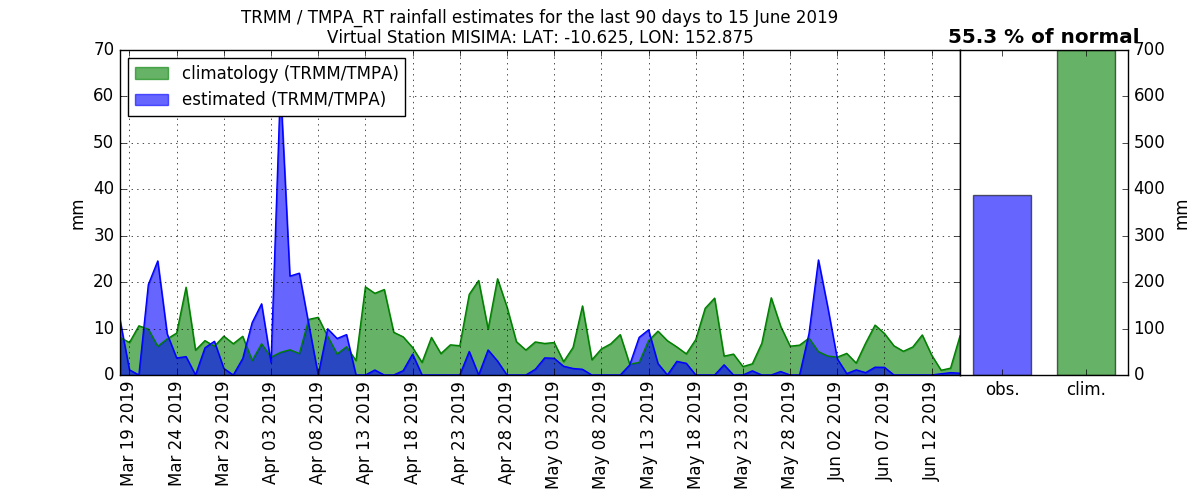 TRMM / TMPA_RT rainfall estimates for the last 90 days to 15 June 2019
Virtual Station MISIMA: LAT: -10.625, LON: 152.875
55.3 % of normal
climatology (TRMM/TMPA)
estimated (TRMM/TMPA)
70
60
50
40
30
20
10
0
mm
Mar 19 2019
Mar 24 2019
Mar 29 2019
Apr 03 2019
Apr 08 2019
Apr 13 2019
Apr 18 2019
Apr 23 2019
Apr 28 2019
May 03 2019
May 08 2019
May 13 2019
May 18 2019
May 23 2019
May 28 2019
Jun 02 2019
Jun 07 2019
Jun 12 2019
obs.
clim.
700
600
500
400
300
200
100
0
mm